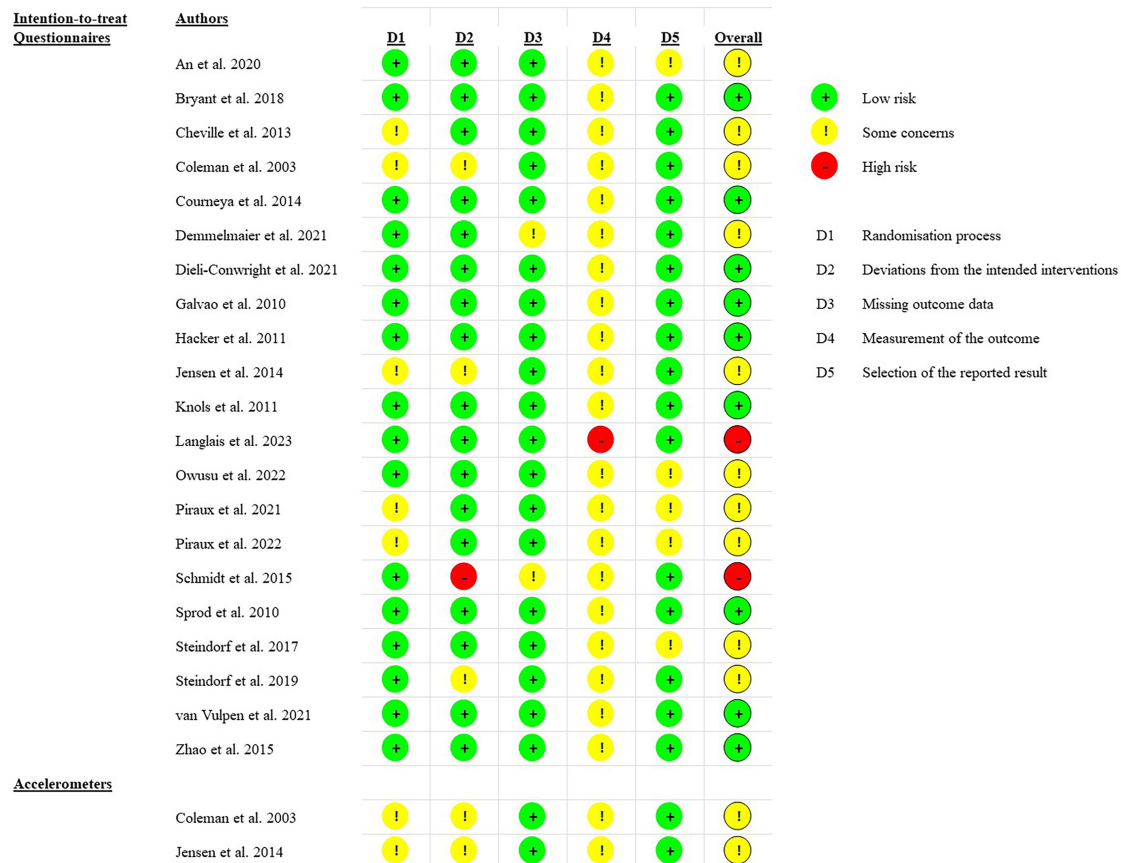 Intention-to-treat Authors
Questionnaires D1 D2 D3 D4 D5 Overall
An et al. 2020 + + + ! ! !
Bryant et al. 2018 + + + ! + +
+ Low risk
Cheville et al. 2013 ! + + ! + !
! Some concerns
Coleman et al. 2003 ! ! + ! + !
- High risk
Courneya et al. 2014 + + + ! + +
Demmelmaier et al. 2021 + + ! ! + !
D1 Randomisation process
Dieli-Conwright et al. 2021 + + + ! + +
D2 Deviations from the intended interventions
Galvao et al. 2010 + + + ! + +
D3 Missing outcome data
Hacker et al. 2011 + + + ! + +
D4 Measurement of the outcome
Jensen et al. 2014 ! ! + ! + !
D5 Selection of the reported result
Knols et al. 2011 + + + ! + +
Langlais et al. 2023 + + + - + -
Owusu et al. 2022 + + + ! ! !
Piraux et al. 2021 ! + + ! ! !
Piraux et al. 2022 ! + + ! ! !
Schmidt et al. 2015 + - ! ! + -
Sprod et al. 2010 + + + ! + +
Steindorf et al. 2017 + + + ! ! !
Steindorf et al. 2019 + ! + ! + !
van Vulpen et al. 2021 + + + ! + +
Zhao et al. 2015 + + + ! + +
Accelerometers
Coleman et al. 2003 ! ! + ! + !
Jensen et al. 2014 ! ! + ! + !